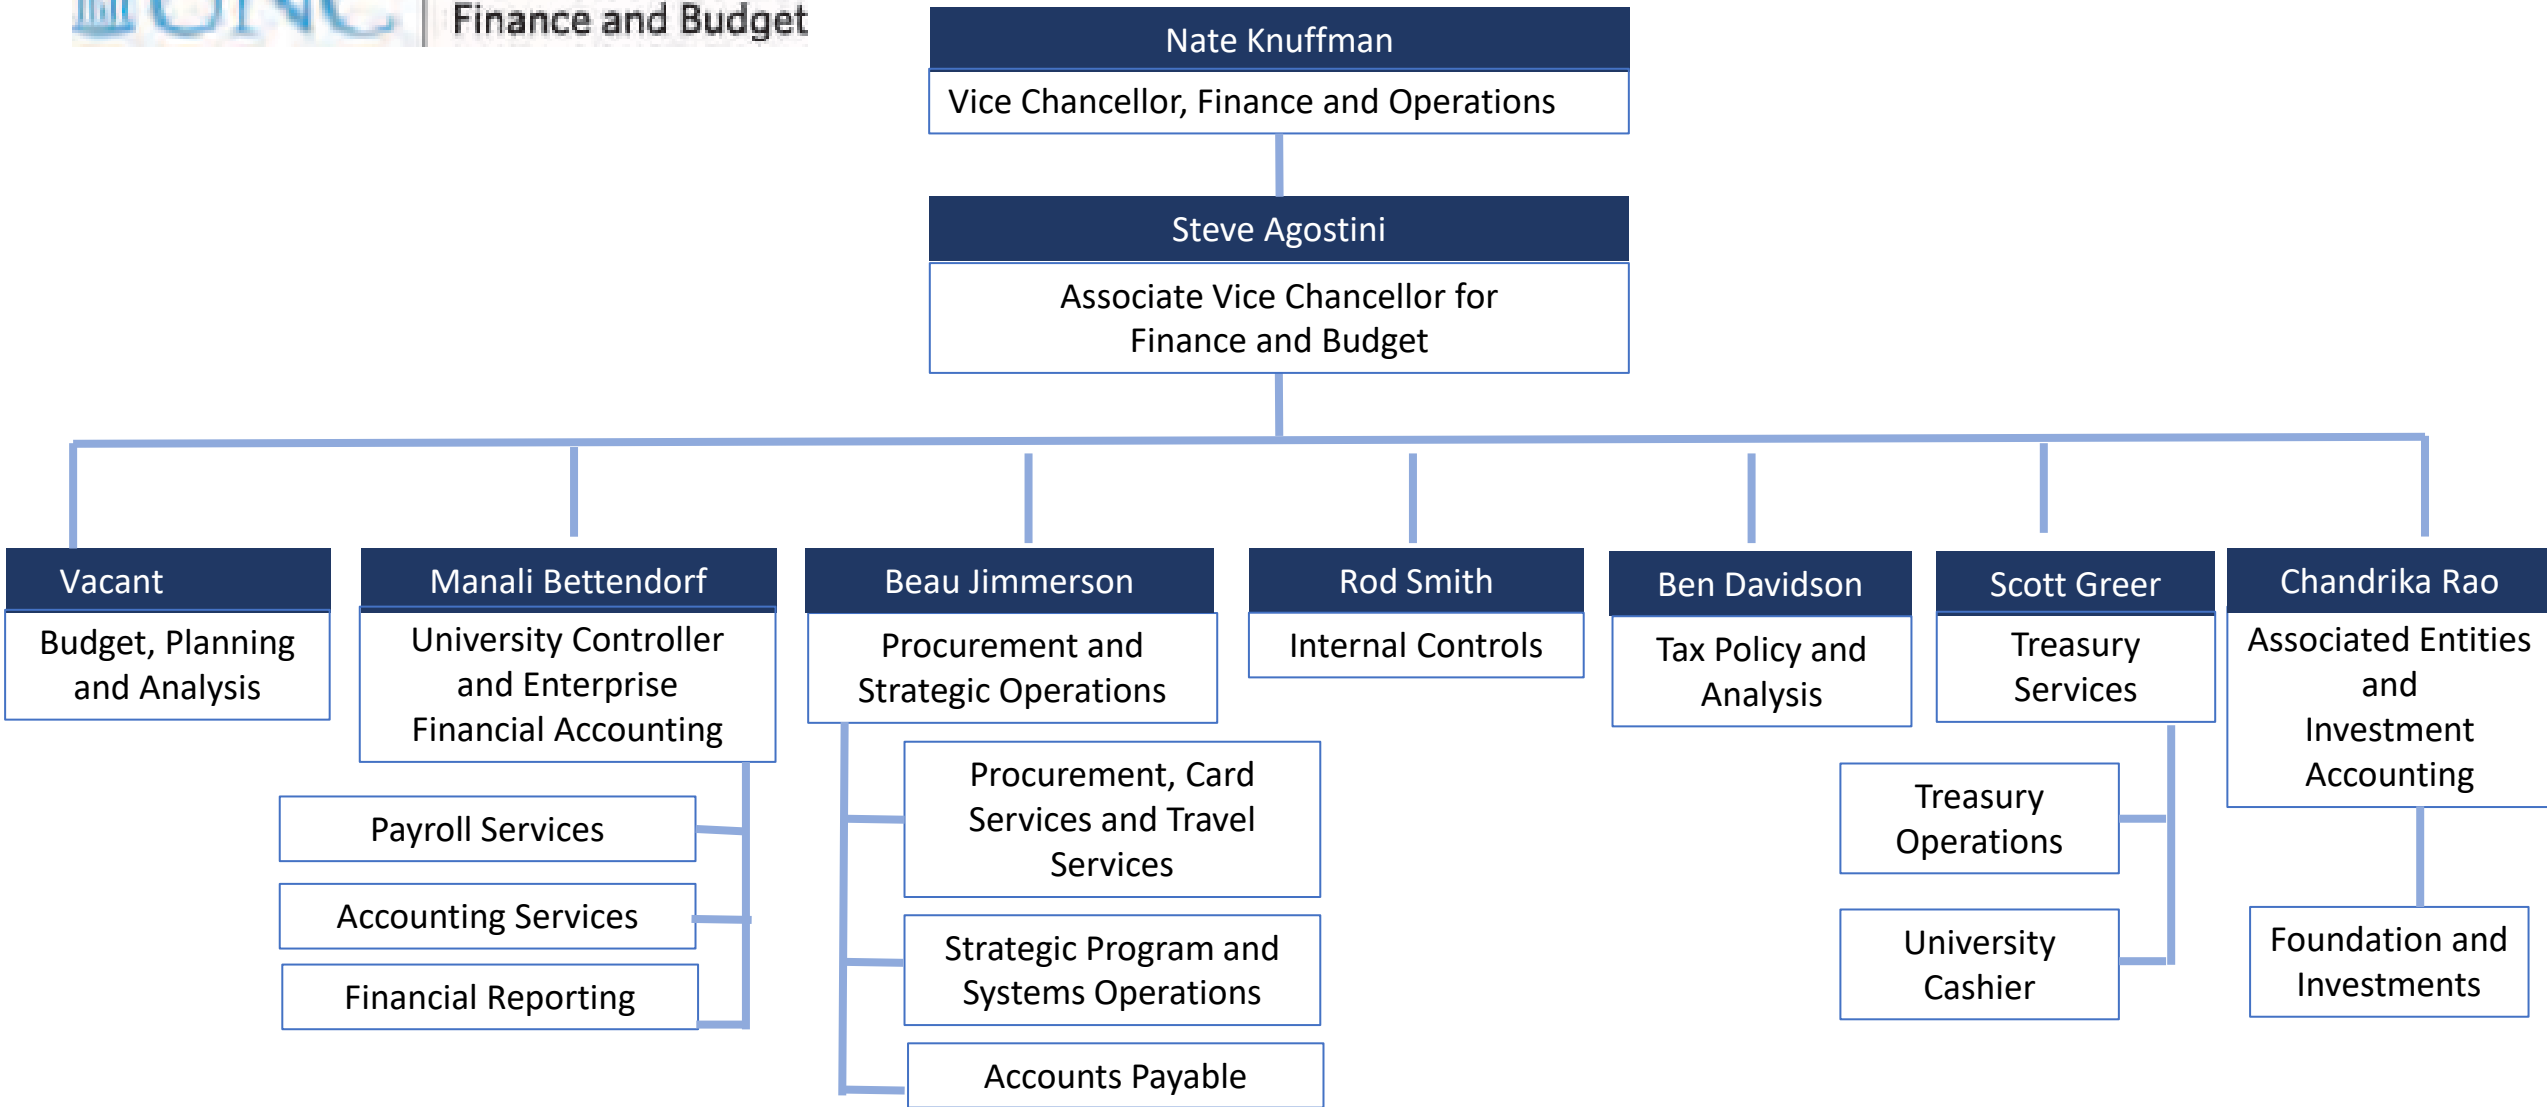 UNC
Finance and Budget
Nate Knuffman
Vice Chancellor, Finance and Operations
Steve Agostini
Associate Vice Chancellor for
Finance and Budget
Vacant
Budget, Planning
and Analysis
Manali Bettendorf
University Controller
and Enterprise
Financial Accounting
Payroll Services
Accounting Services
Financial Reporting
Beau Jimmerson
Procurement and
Strategic Operations
Procurement, Card
Services and Travel
Services
Strategic Program and
Systems Operations
Accounts Payable
Rod Smith
Internal Controls
Ben Davidson
Tax Policy and
Analysis
Scott Greer
Treasury
Services
Treasury
Operations
University
Cashier
Chandrika Rao
Associated Entities
and
Investment
Accounting
Foundation and
Investments